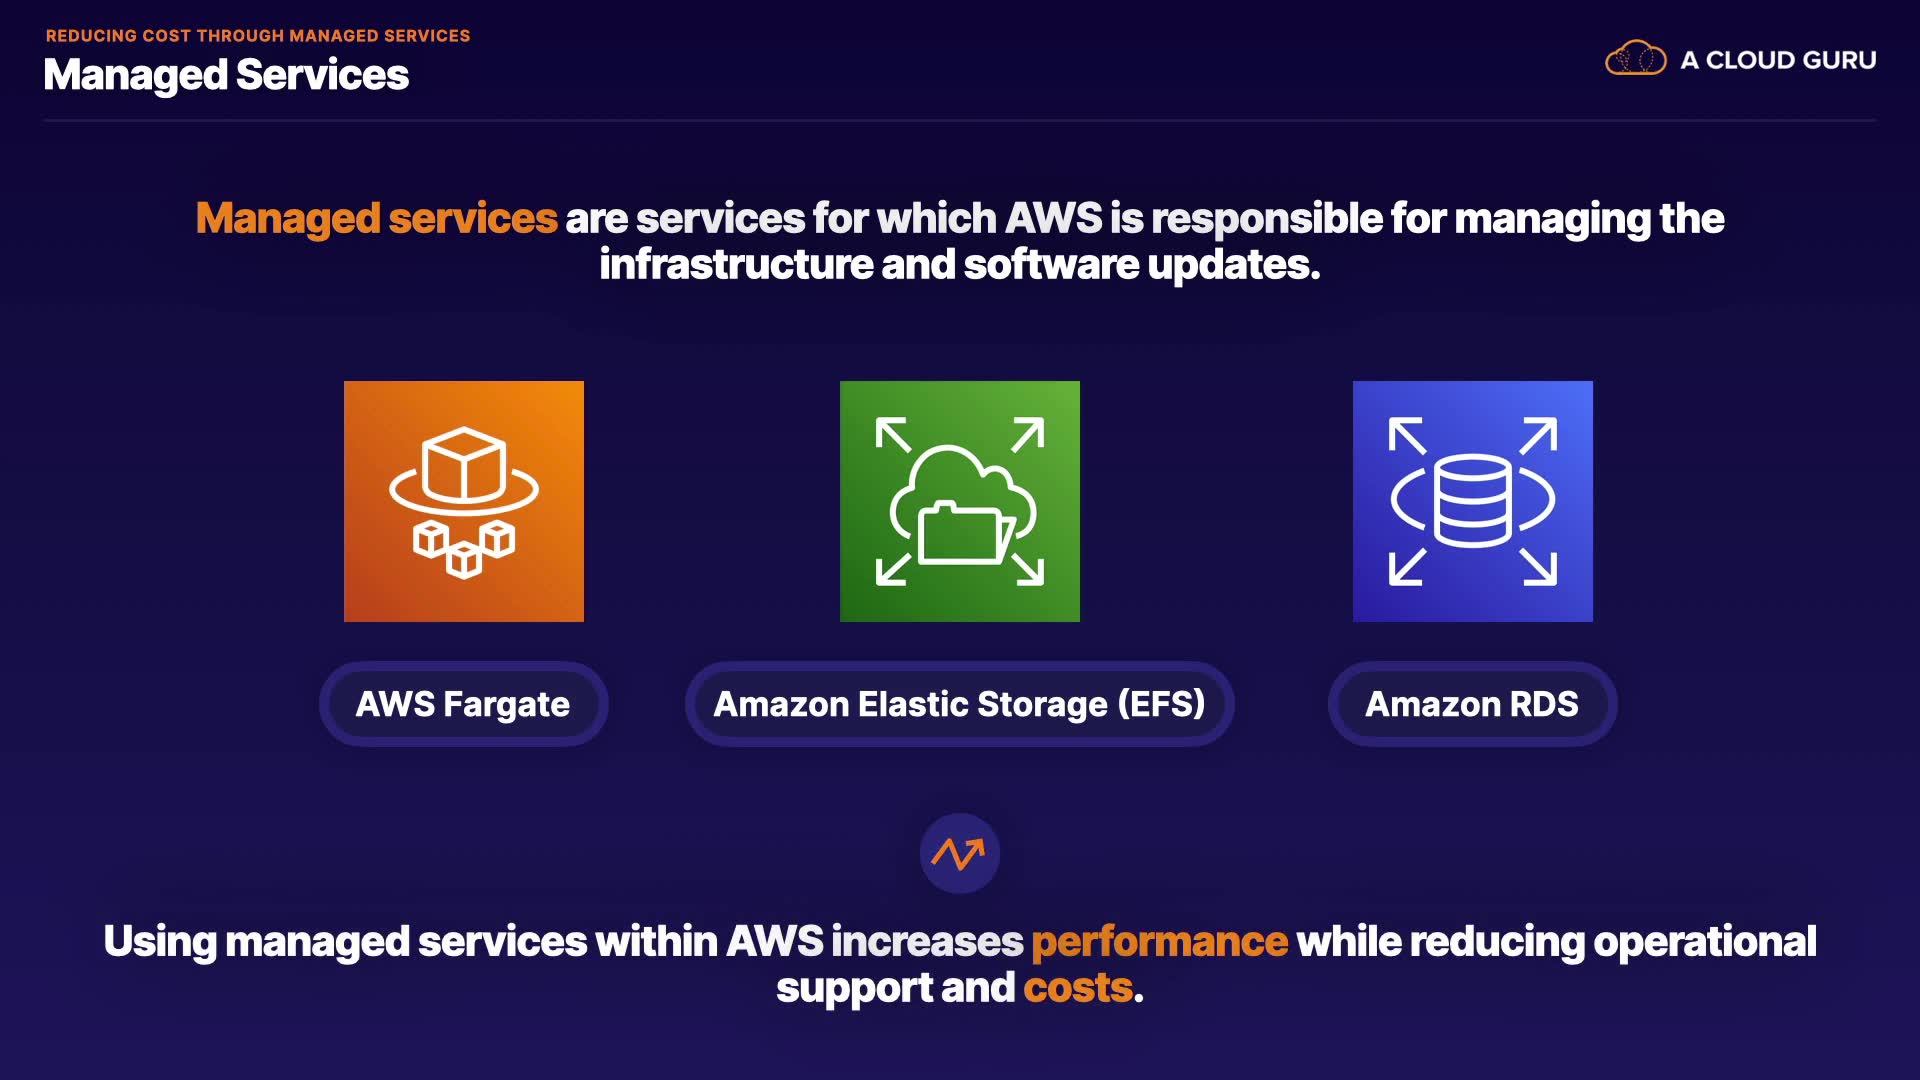 REDUCING COST THROUGH MANAGED SERVICES
Managed Services
A CLOUD GURU
Managed services are services for which AWS is responsible for managing the
infrastructure and software updates.
AWS Fargate
Amazon Elastic Storage (EFS)
Amazon RDS
Using managed services within AWS increases performance while reducing operational
support and costs.